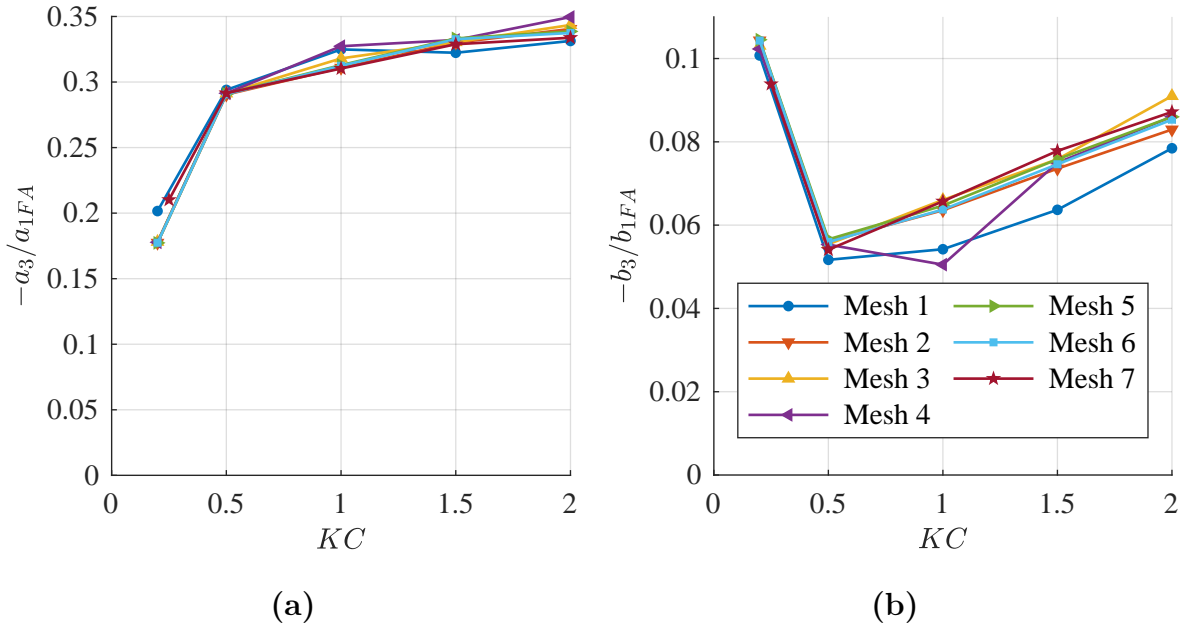 0.35
0.3
0.25
0.2
0.15
0.1
0.05
0
0 0.5 1 1.5 2
−a₃/a₁FA
KC
(a)
0.1
0.08
0.06
0.04
0.02
0
0 0.5 1 1.5 2
−b₃/b₁FA
KC
Mesh 1
Mesh 2
Mesh 3
Mesh 4
Mesh 5
Mesh 6
Mesh 7
(b)